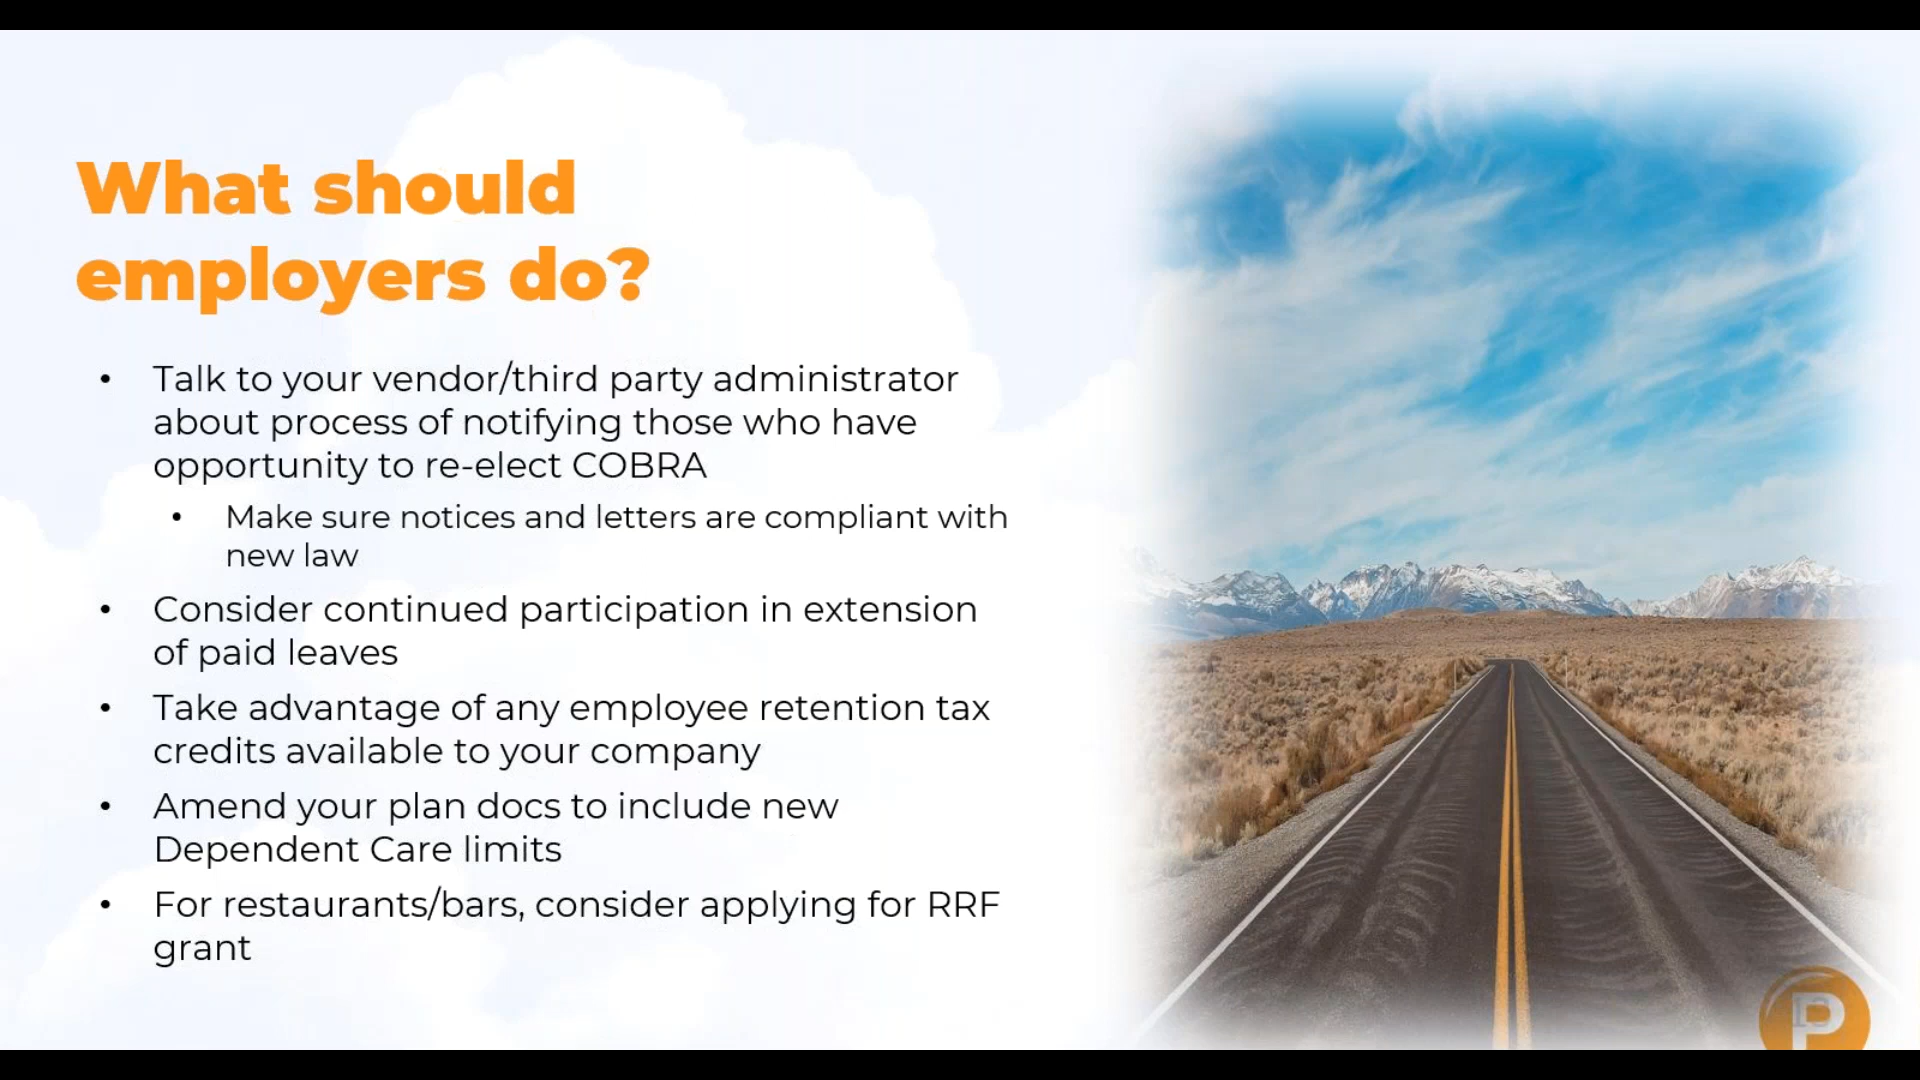 What should
employers do?
• Talk to your vendor/third party administrator
about process of notifying those who have
opportunity to re-elect COBRA
• Make sure notices and letters are compliant with
new law
• Consider continued participation in extension
of paid leaves
• Take advantage of any employee retention tax
credits available to your company
• Amend your plan docs to include new
Dependent Care limits
• For restaurants/bars, consider applying for RRF
grant
P